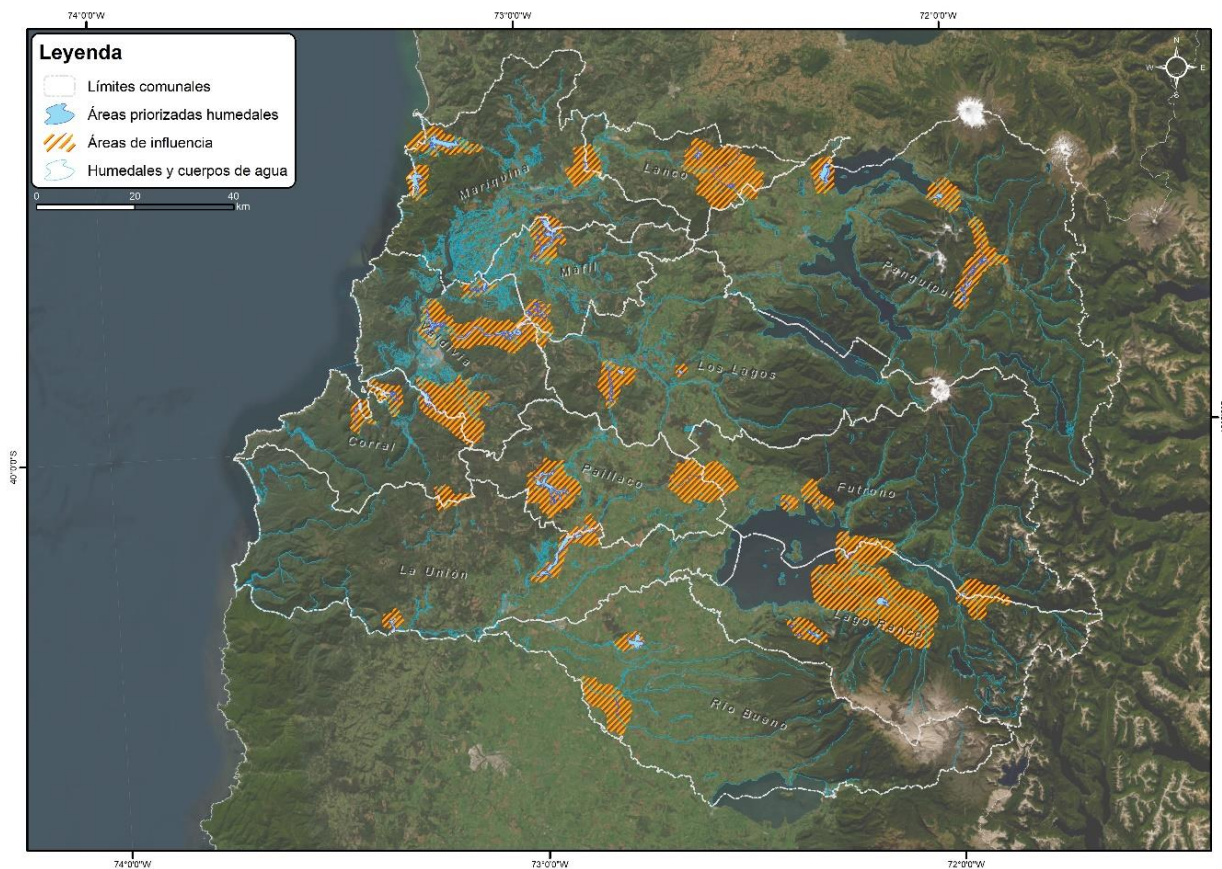 74°0'0"W
73°0'0"W
72°0'0"W
Leyenda
Límites comunales
Áreas priorizadas humedales
Áreas de influencia
Humedales y cuerpos de agua
0
20
40
km
N
W
E
S
Mariquina
Lanco
Máfil
Panguipulli
Valdivia
Los Lagos
Corral
40°0'0"S
Paillaco
Futrono
La Unión
Lago Ranco
Río Bueno
74°0'0"W
73°0'0"W
72°0'0"W